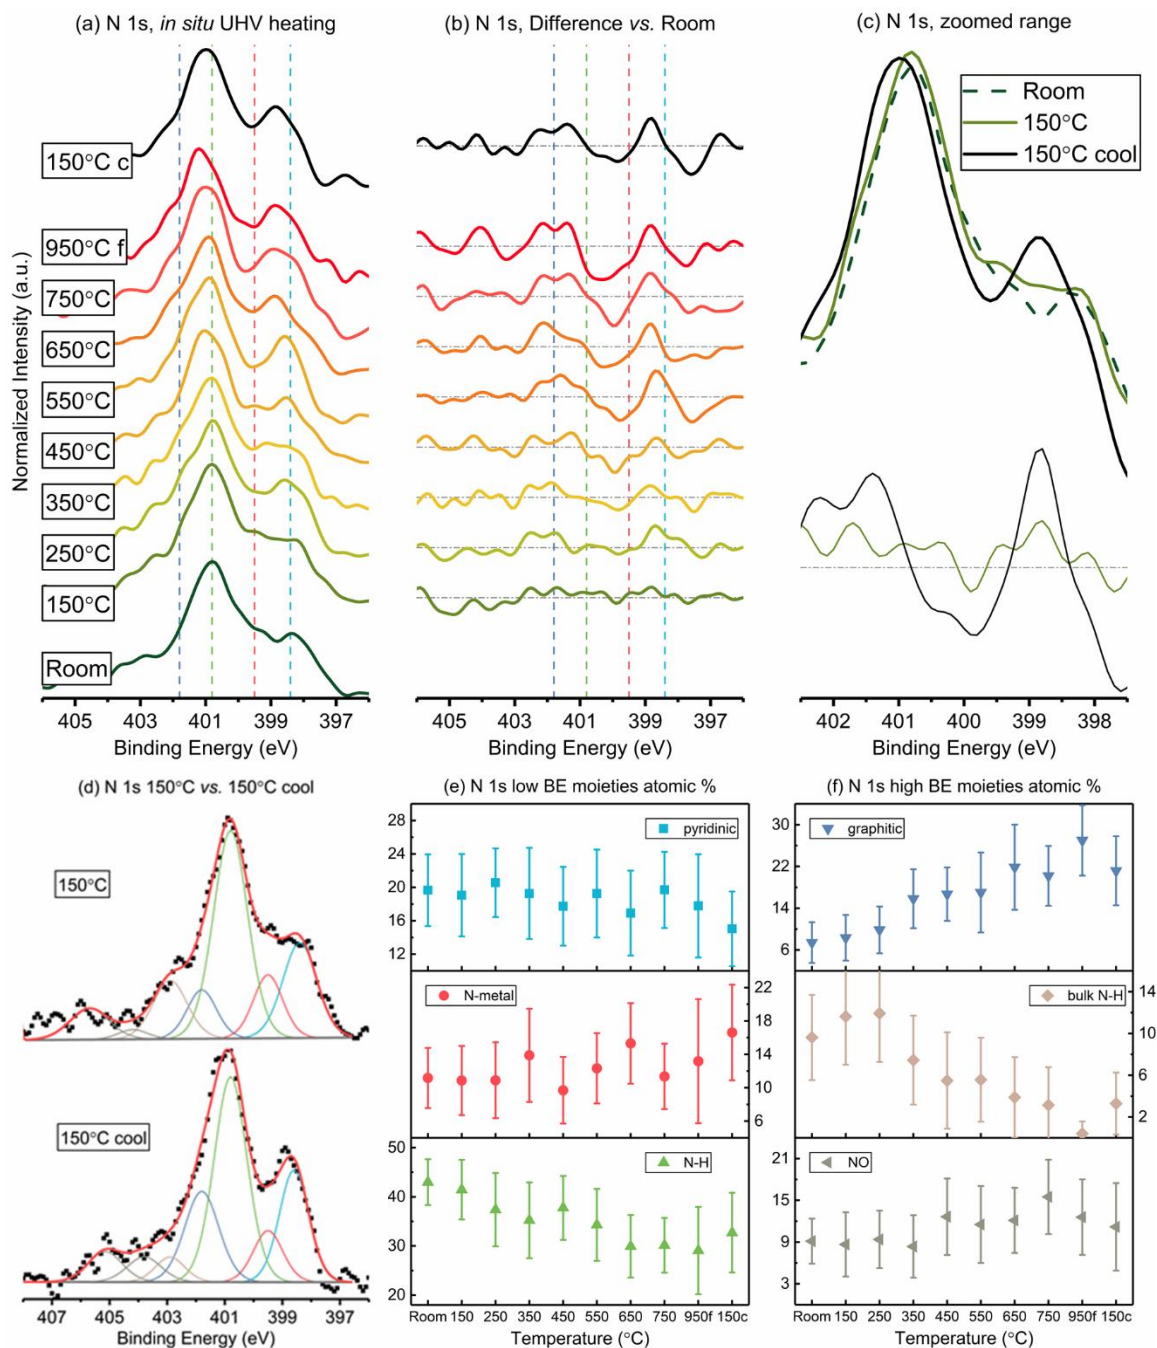 (a) N 1s, in situ UHV heating
(b) N 1s, Difference vs. Room
(c) N 1s, zoomed range
Normalized Intensity (a.u.)
150°C c
950°C f
750°C
650°C
550°C
450°C
350°C
250°C
150°C
Room
405 403 401 399 397
Binding Energy (eV)
405 403 401 399 397
Binding Energy (eV)
Room
150°C
150°C cool
402 401 400 399 398
Binding Energy (eV)
(d) N 1s 150°C vs. 150°C cool
150°C
150°C cool
407 405 403 401 399 397
Binding Energy (eV)
(e) N 1s low BE moieties atomic %
28
24
20
16
12
pyridinic
22
18
14
10
6
N-metal
50
40
30
20
N-H
Room 150 250 350 450 550 650 750 950f 150c
Temperature (°C)
(f) N 1s high BE moieties atomic %
30
22
14
6
graphitic
14
10
6
2
bulk N-H
21
15
9
3
NO
Room 150 250 350 450 550 650 750 950f 150c
Temperature (°C)